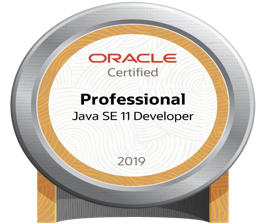 ORACLE
Certified
Professional
Java SE 11 Developer
2019